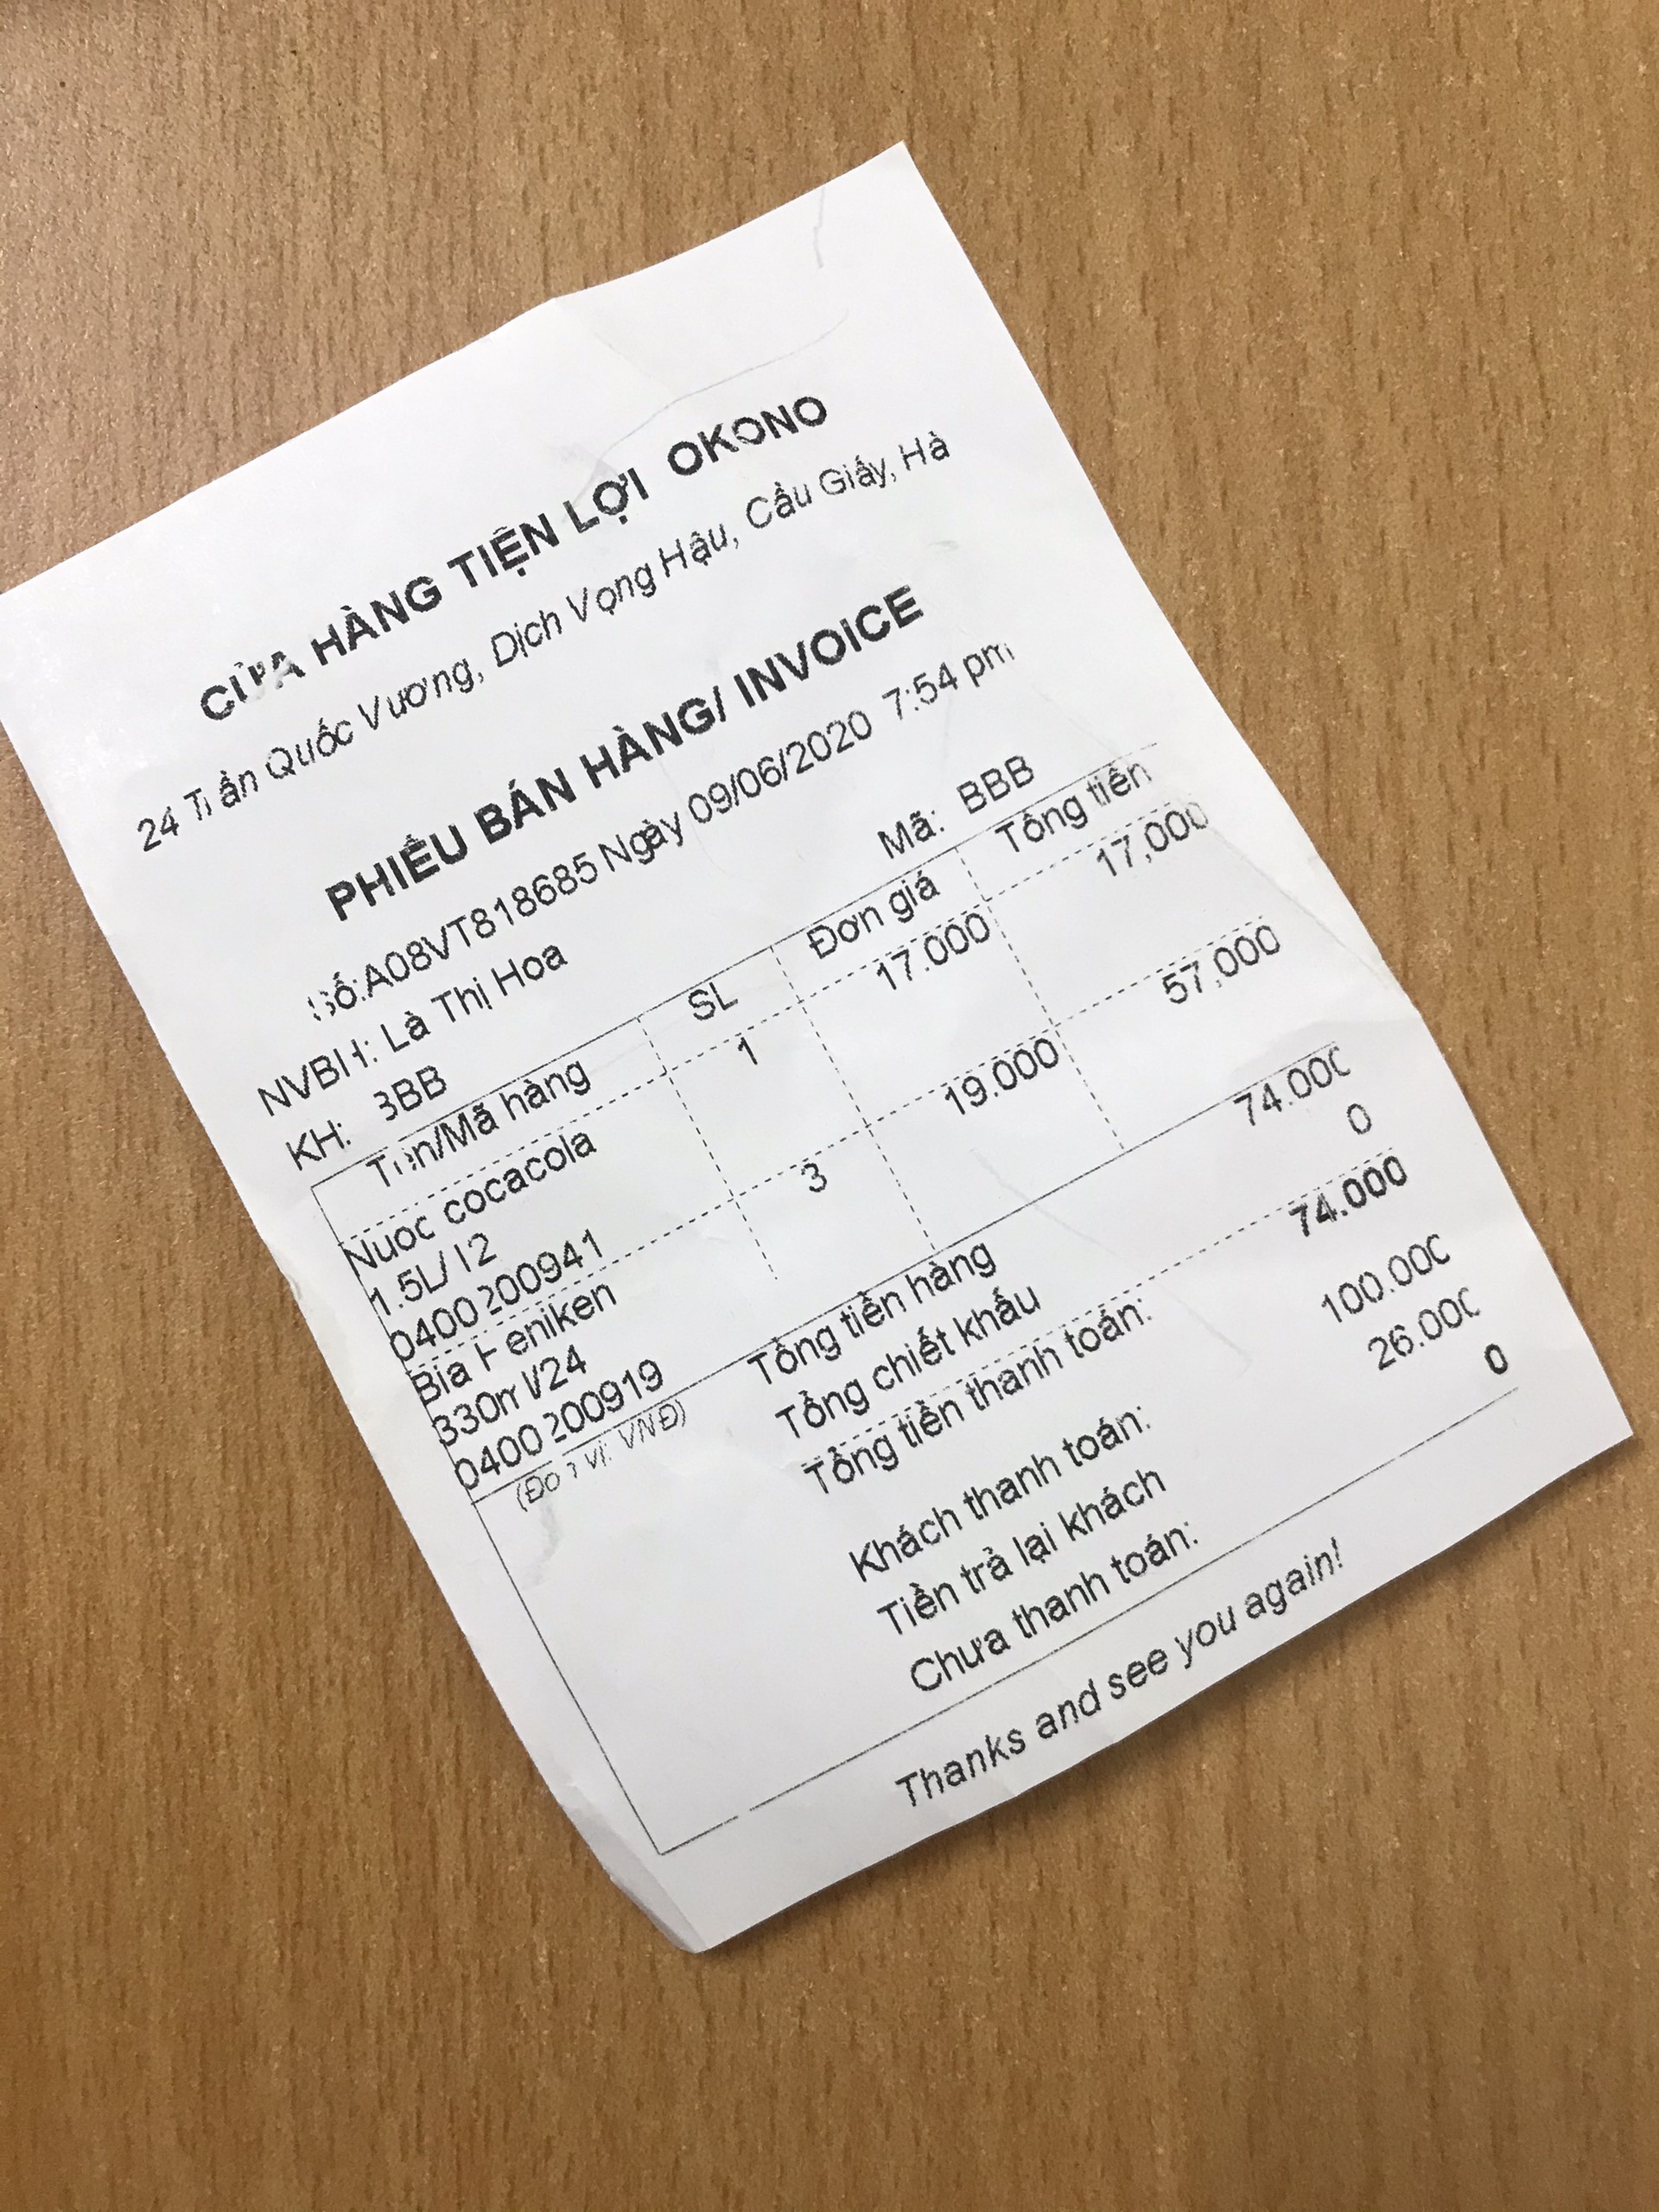 CỬA HÀNG TIỆN LỢI OKONO
24 Trần Quốc Vương, Dịch Vọng Hậu, Cầu Giấy, Hà
PHIẾU BÁN HÀNG/ INVOICE
Số:A08VT818685 Ngày 09/06/2020 7:54 pm
NVBH: Là Thị Hoa
KH: BBB Mã: BBB
Tên/Mã hàng SL Đơn giá Tổng tiền
Nuoc cocacola 1 17.000 17,000
1.5L/12
0400200941
Bia Heniken 3 19.000 57,000
330ml/24
0400200919
(Đơn vị: VNĐ) Tổng tiền hàng 74.000
Tổng chiết khấu 0
Tổng tiền thanh toán: 74.000
Khách thanh toán: 100.000
Tiền trả lại khách 26.000
Chưa thanh toán: 0
Thanks and see you again!